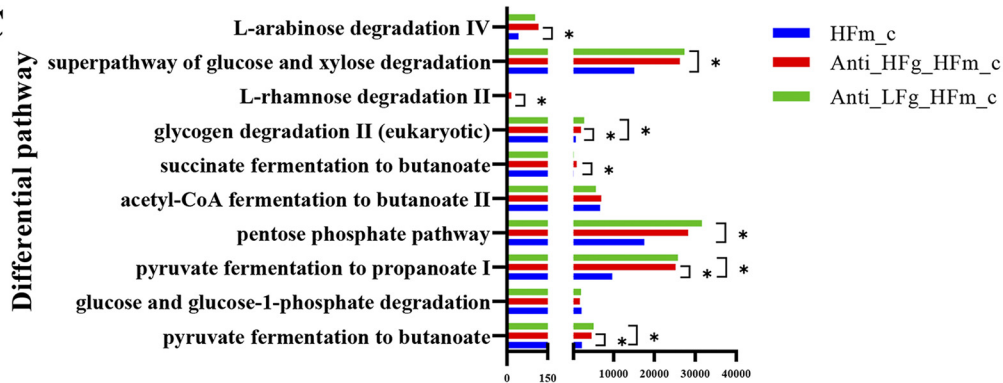 L-arabinose degradation IV
superpathway of glucose and xylose degradation
L-rhamnose degradation II
glycogen degradation II (eukaryotic)
succinate fermentation to butanoate
acetyl-CoA fermentation to butanoate II
pentose phosphate pathway
pyruvate fermentation to propanoate I
glucose and glucose-1-phosphate degradation
pyruvate fermentation to butanoate
Differential pathway
*
*
*
* *
*
*
* *
* *
0 150 10000 20000 30000 40000
HFm_c
Anti_HFg_HFm_c
Anti_LFg_HFm_c